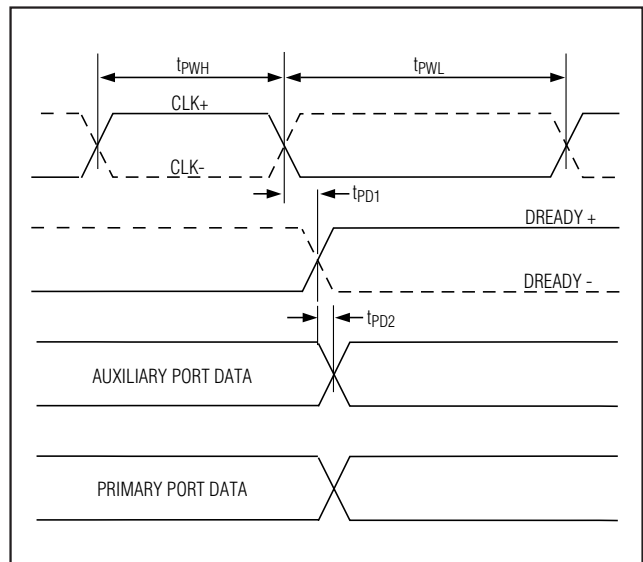 tPWH
tPWL
CLK+
CLK-
tPD1
DREADY +
DREADY -
tPD2
AUXILIARY PORT DATA
PRIMARY PORT DATA